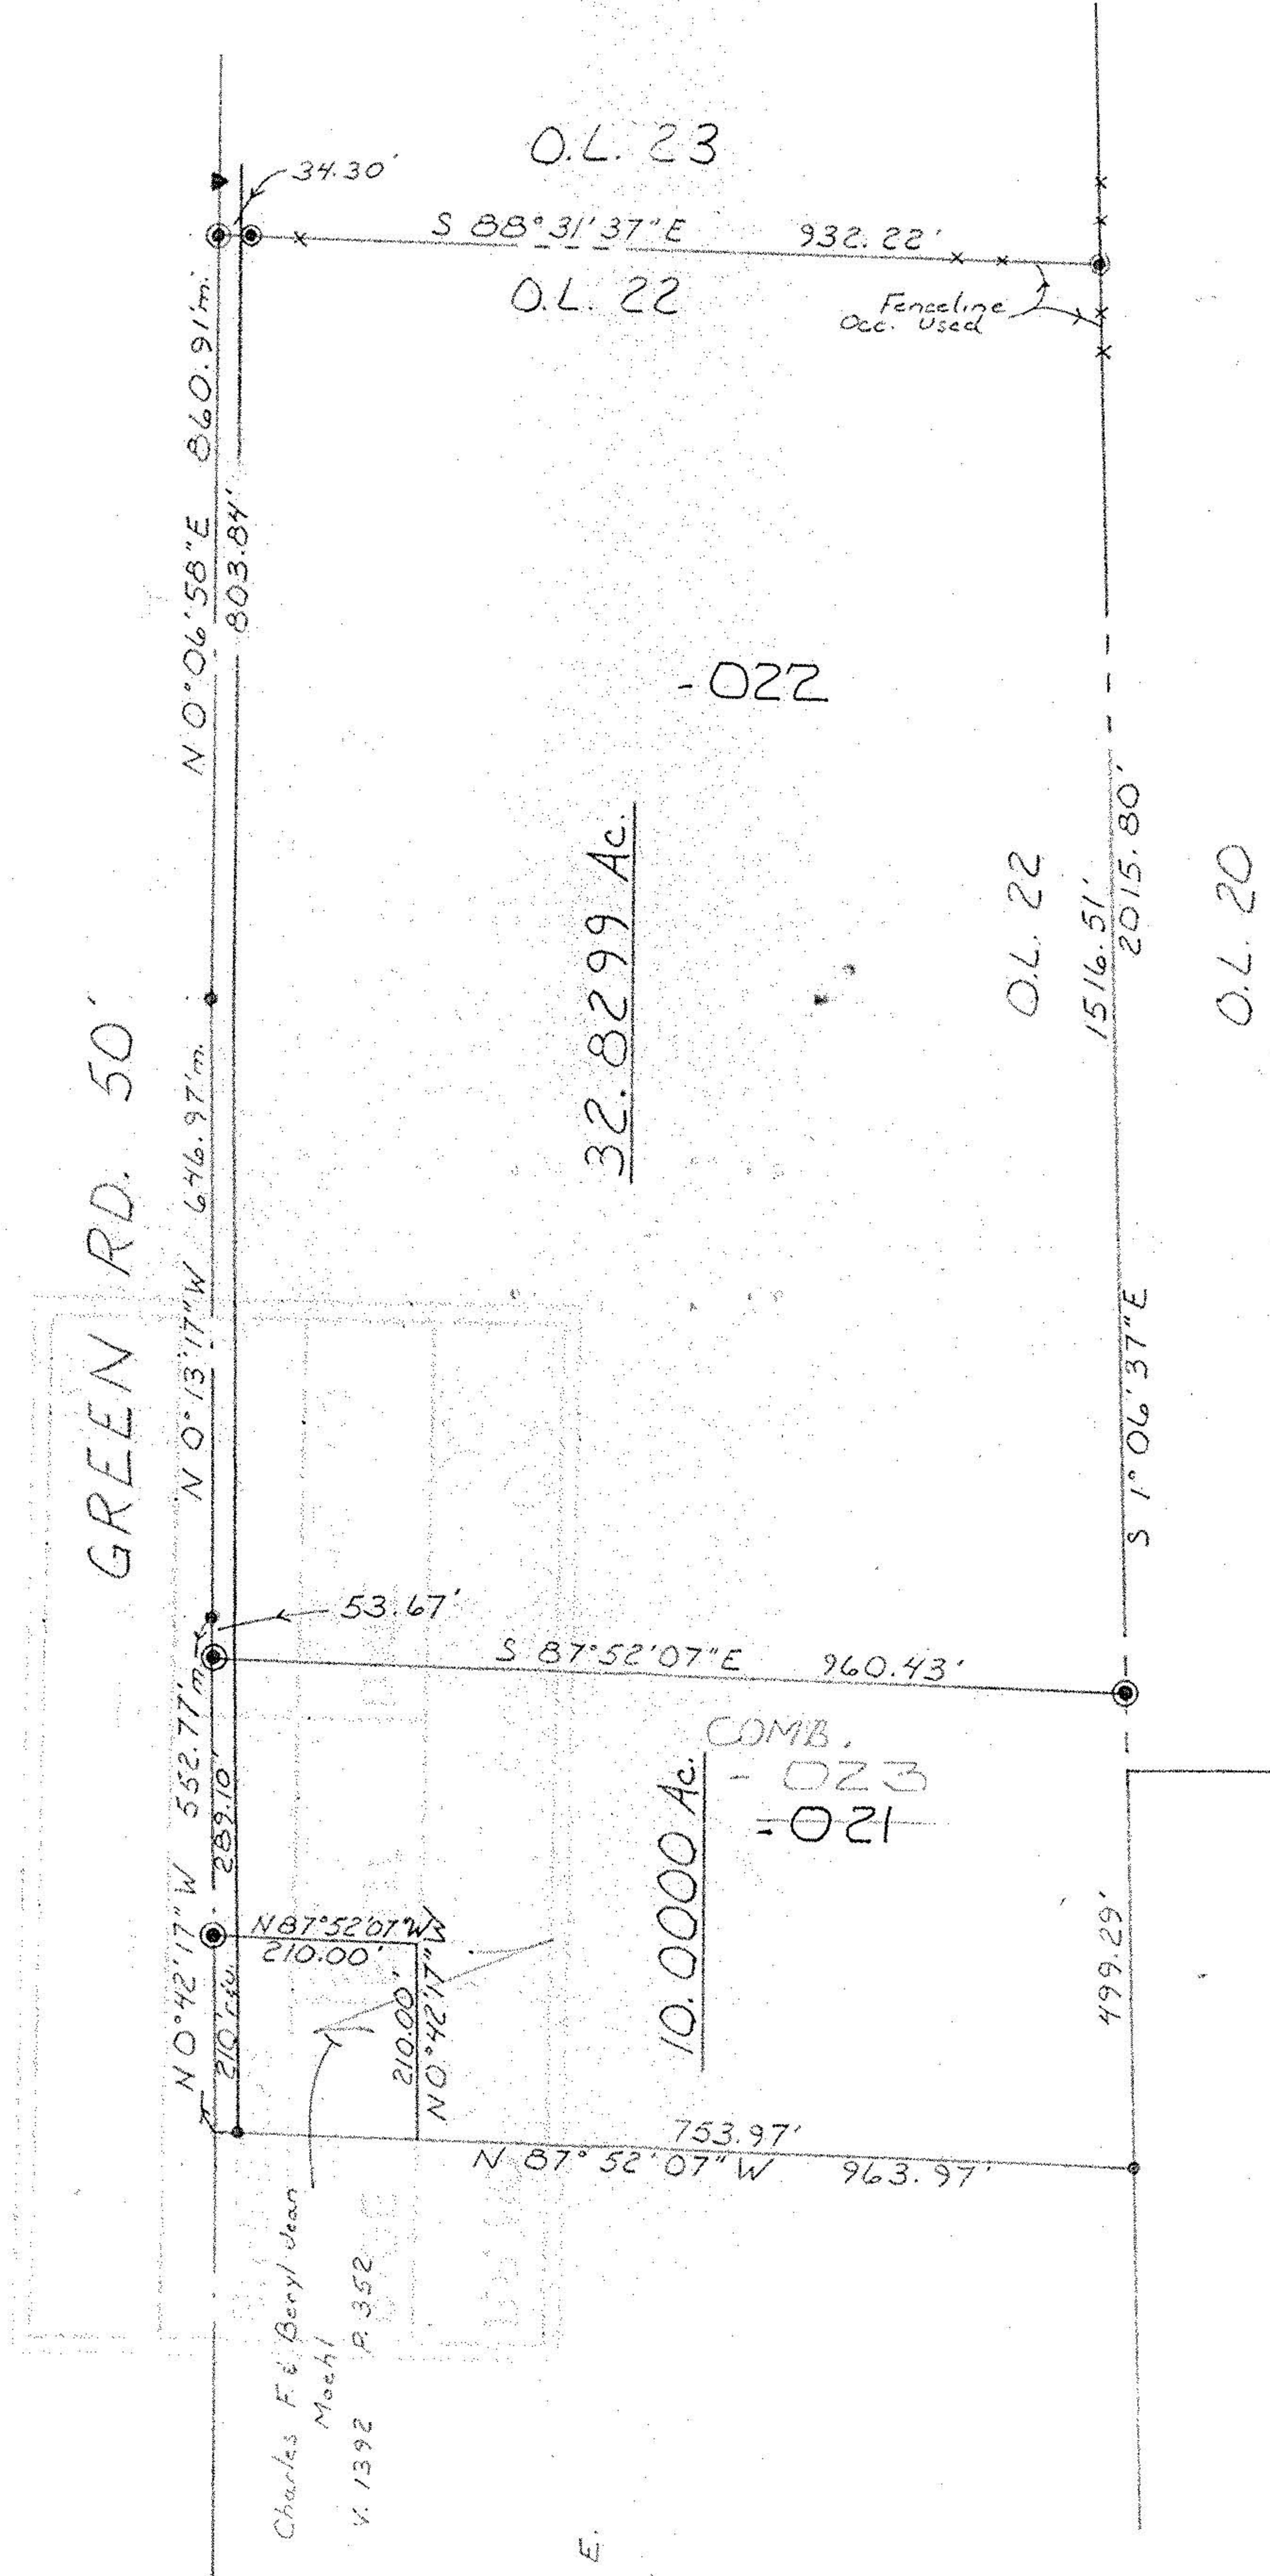 O.L. 23
34.30'
S 88°31'37"E 932.22'
O.L. 22
Fenceline
Occ. Used
N 0°06'58"E 860.91'm.
803.84'
-022
32.8299 Ac.
O.L. 22
1516.51'
2015.80'
O.L. 20
GREEN RD. 50'
N 0°13'17"W 646.97'm.
S 1°06'37"E
53.67'
S 87°52'07"E 960.43'
COMB.
- 023
- 021
10.0000 Ac.
N 0°42'17"W 552.77'm.
289.10'
N 87°52'07"W
210.00'
210'
210.00'
N 0°42'17"
499.29'
753.97'
N 87°52'07"W 963.97'
Charles F. & Beryl Jean
V. 1392 P. 352
E.